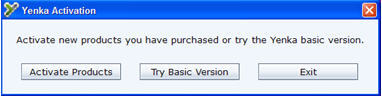 Yenka Activation
Activate new products you have purchased or try the Yenka basic version.
Activate Products Try Basic Version Exit